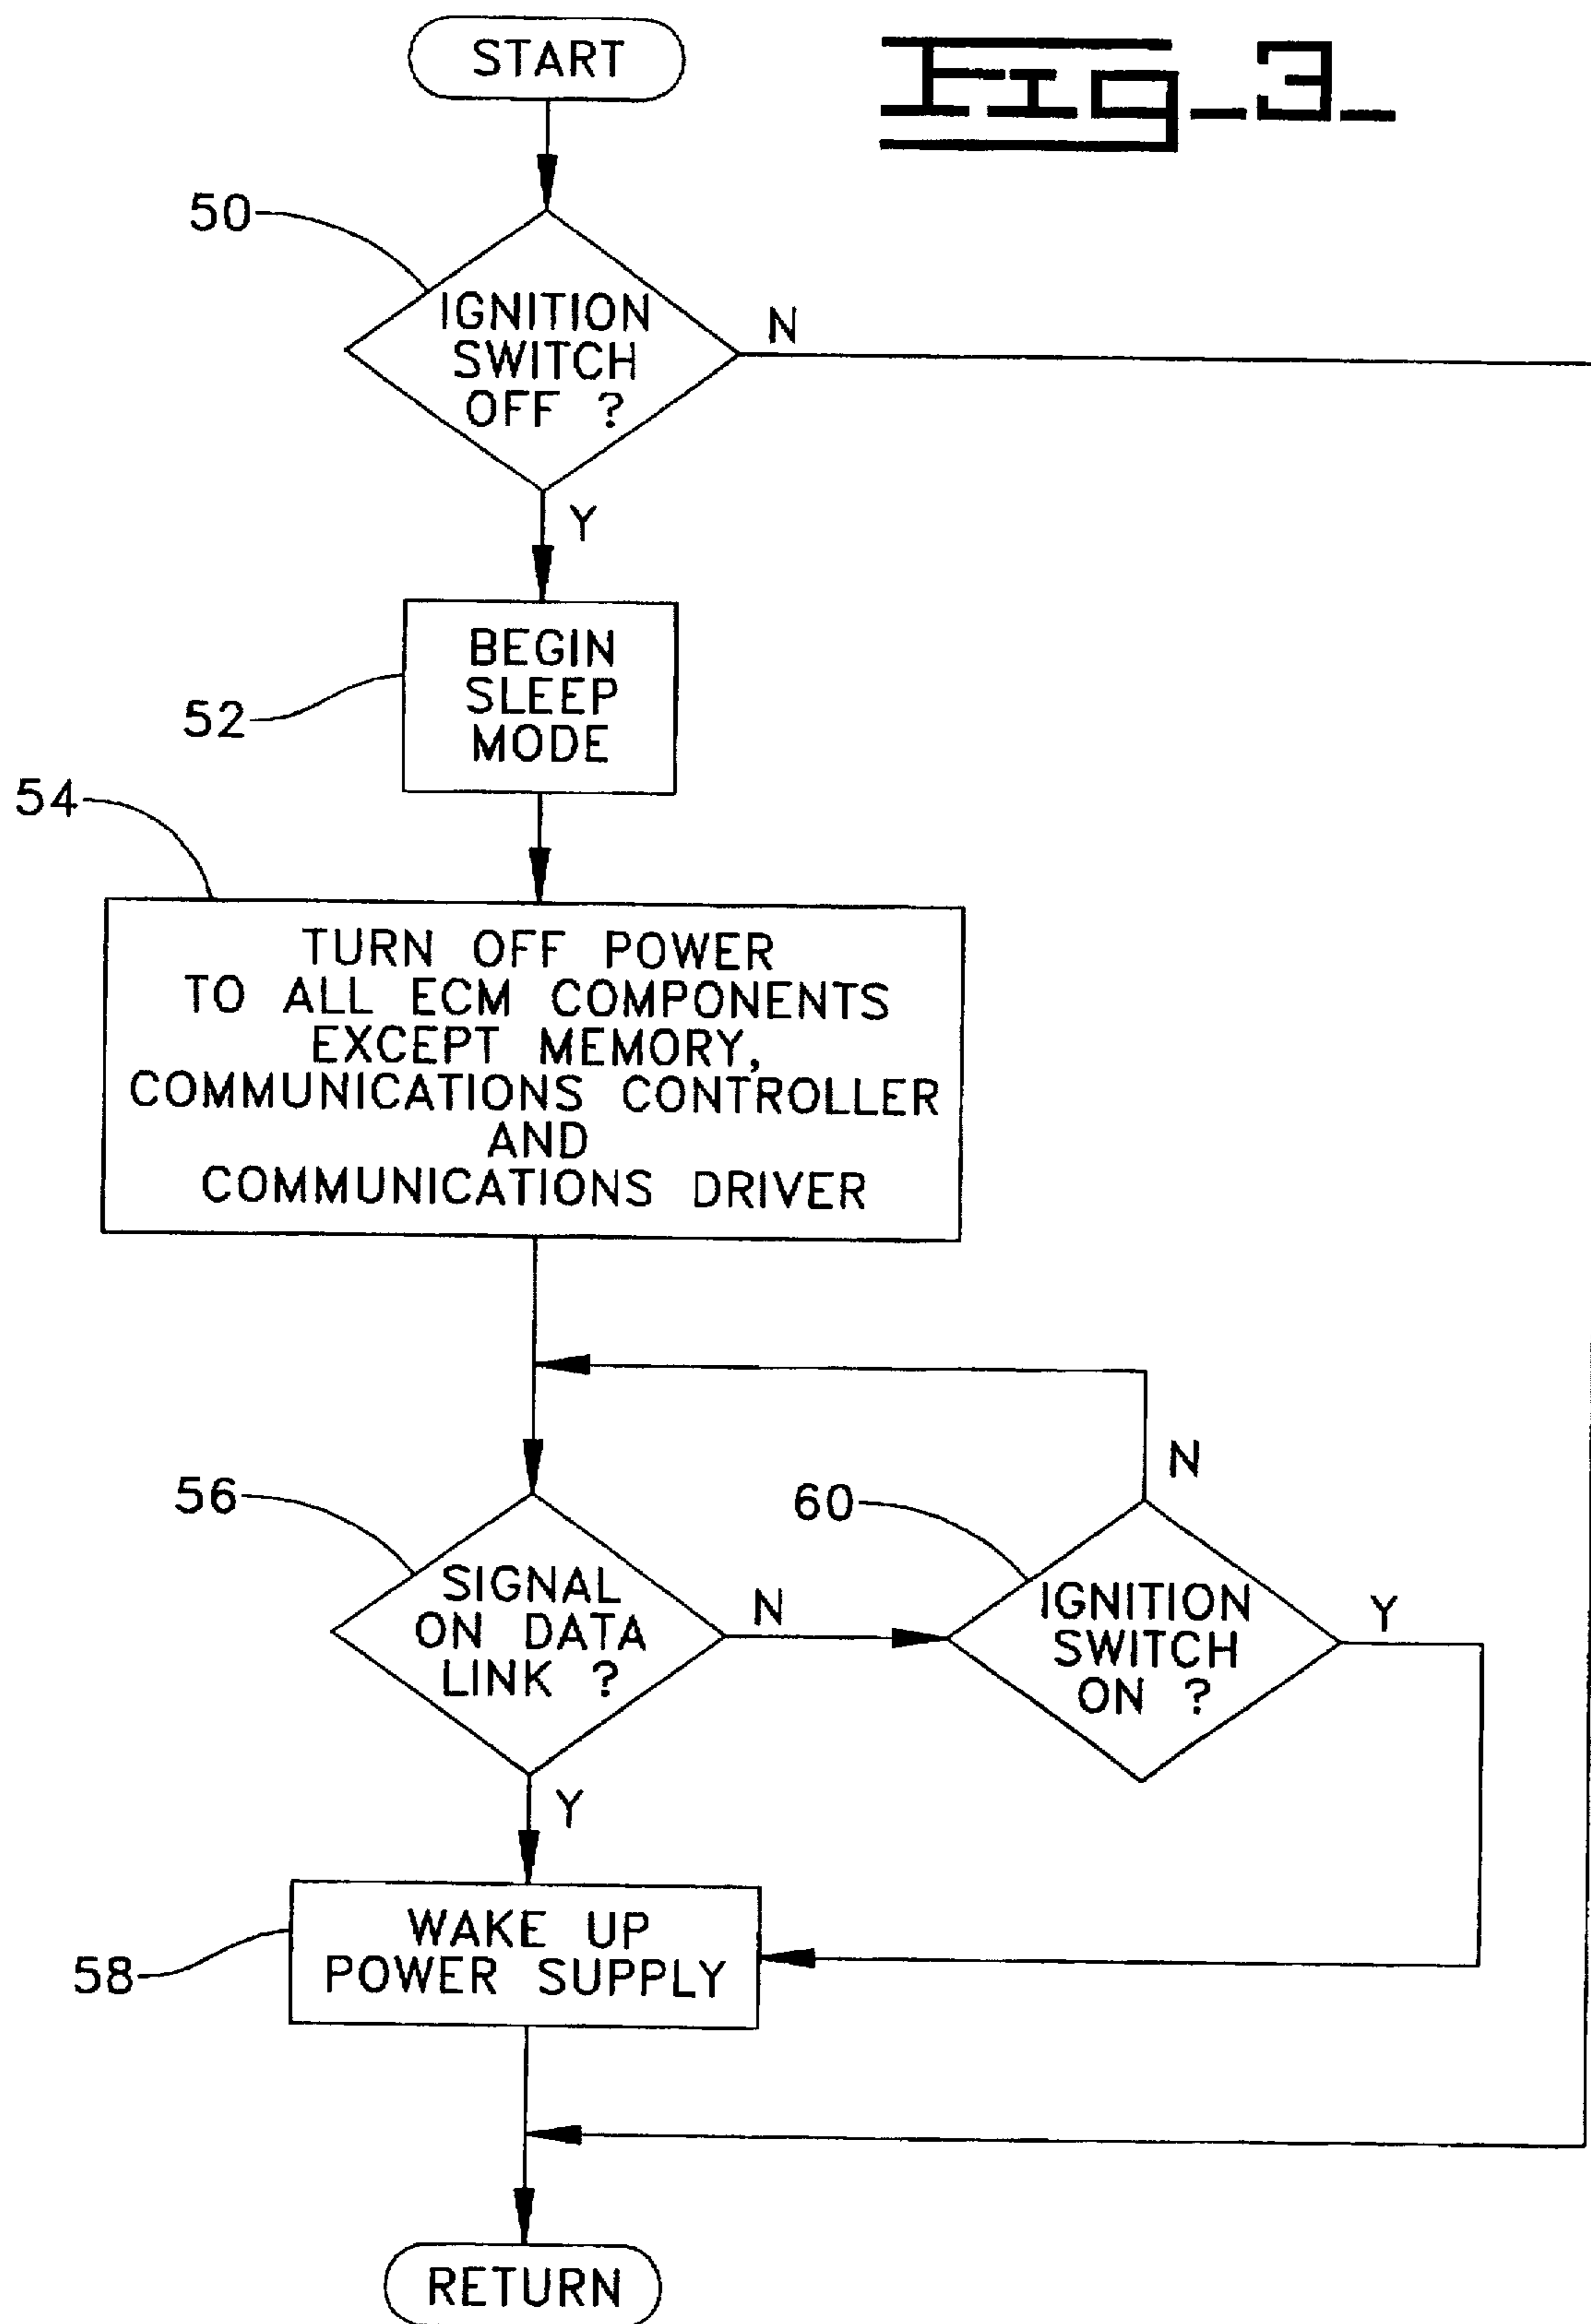 START
FIG_3_
50
IGNITION
SWITCH
OFF ?
N
Y
BEGIN
SLEEP
MODE
52
54
TURN OFF POWER
TO ALL ECM COMPONENTS
EXCEPT MEMORY,
COMMUNICATIONS CONTROLLER
AND
COMMUNICATIONS DRIVER
56
SIGNAL
ON DATA
LINK ?
N
60
N
IGNITION
SWITCH
ON ?
Y
Y
58
WAKE UP
POWER SUPPLY
RETURN